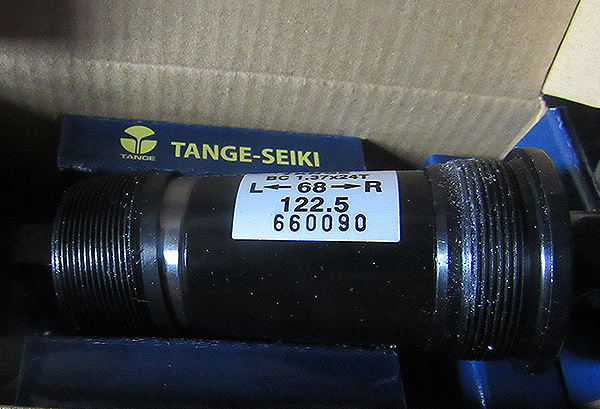 TANGE
TANGE-SEIKI
BC 1.37X24T
L←68→R
122.5
660090